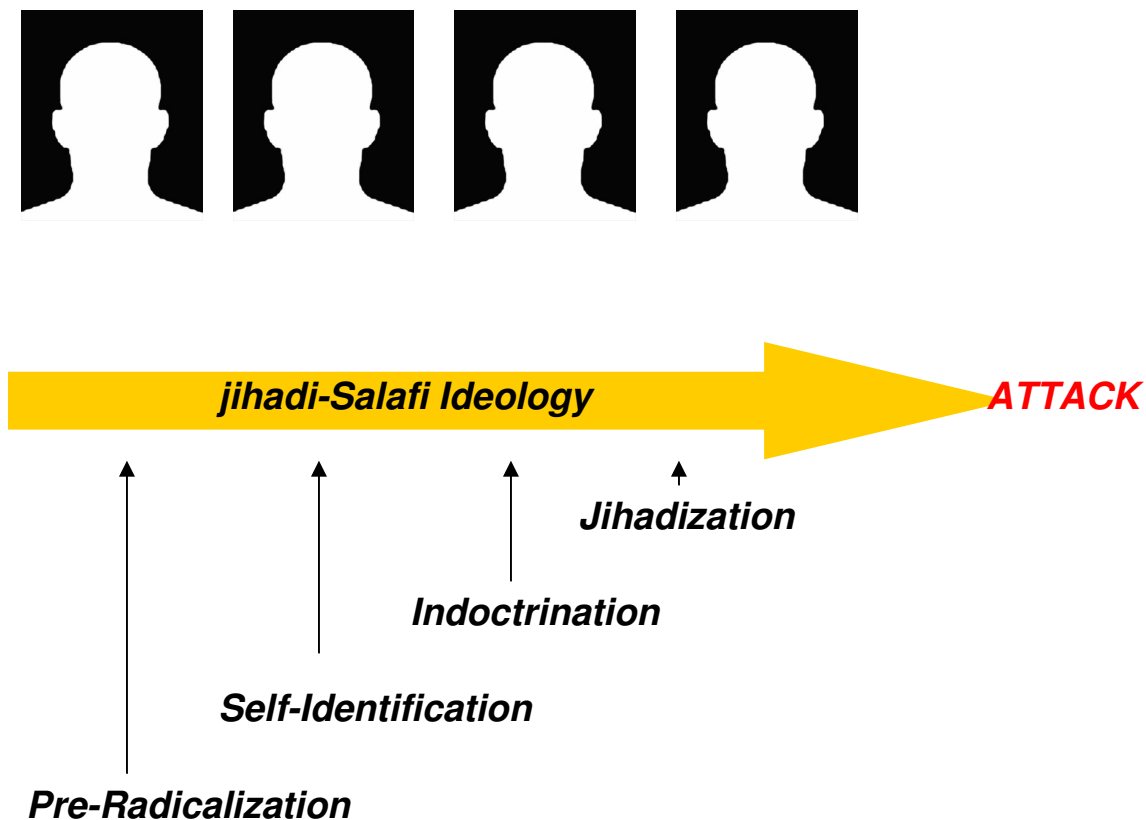 jihadi-Salafi Ideology
ATTACK
Jihadization
Indoctrination
Self-Identification
Pre-Radicalization